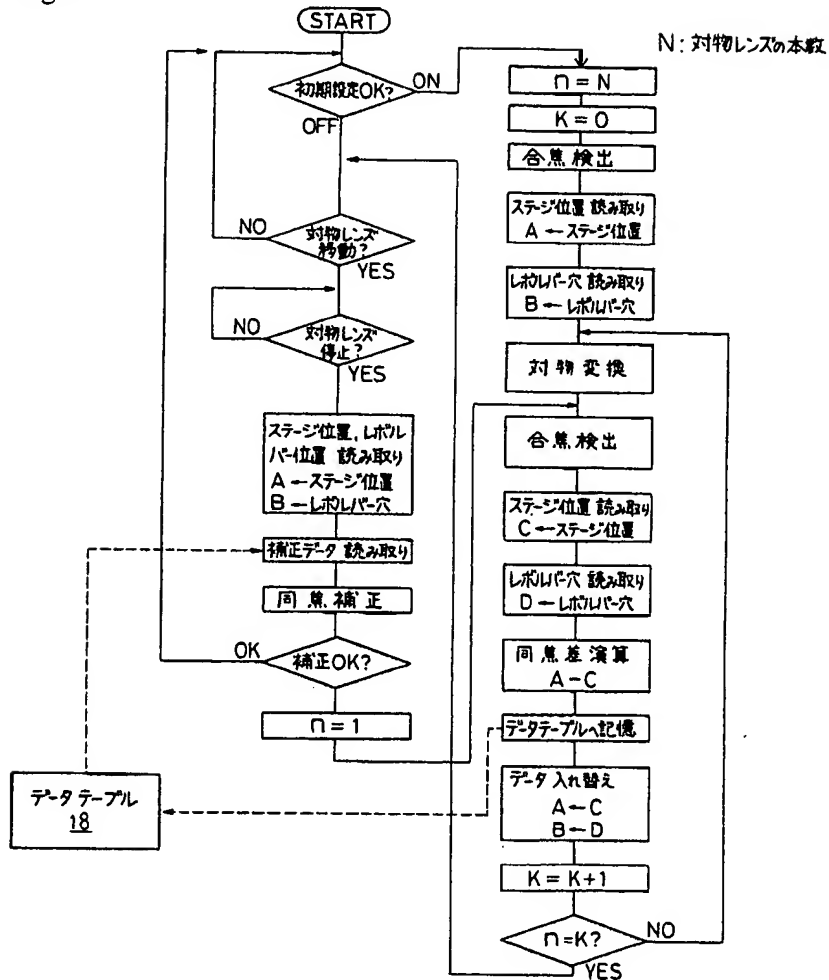 START
N: 対物レンズの本数
初期設定OK?
ON
OFF
対物レンズ
移動?
NO
YES
対物レンズ
停止?
NO
YES
ステージ位置,レボル
バー位置 読み取り
A←ステージ位置
B←レボルバー穴
補正データ 読み取り
同焦補正
補正OK?
OK
n=1
データテーブル
18
n=N
K=0
合焦検出
ステージ位置 読み取り
A←ステージ位置
レボルバー穴 読み取り
B←レボルバー穴
対物変換
合焦検出
ステージ位置 読み取り
C←ステージ位置
レボルバー穴 読み取り
D←レボルバー穴
同焦差演算
A-C
データテーブルへ記憶
データ入れ替え
A←C
B←D
K=K+1
n=K?
NO
YES